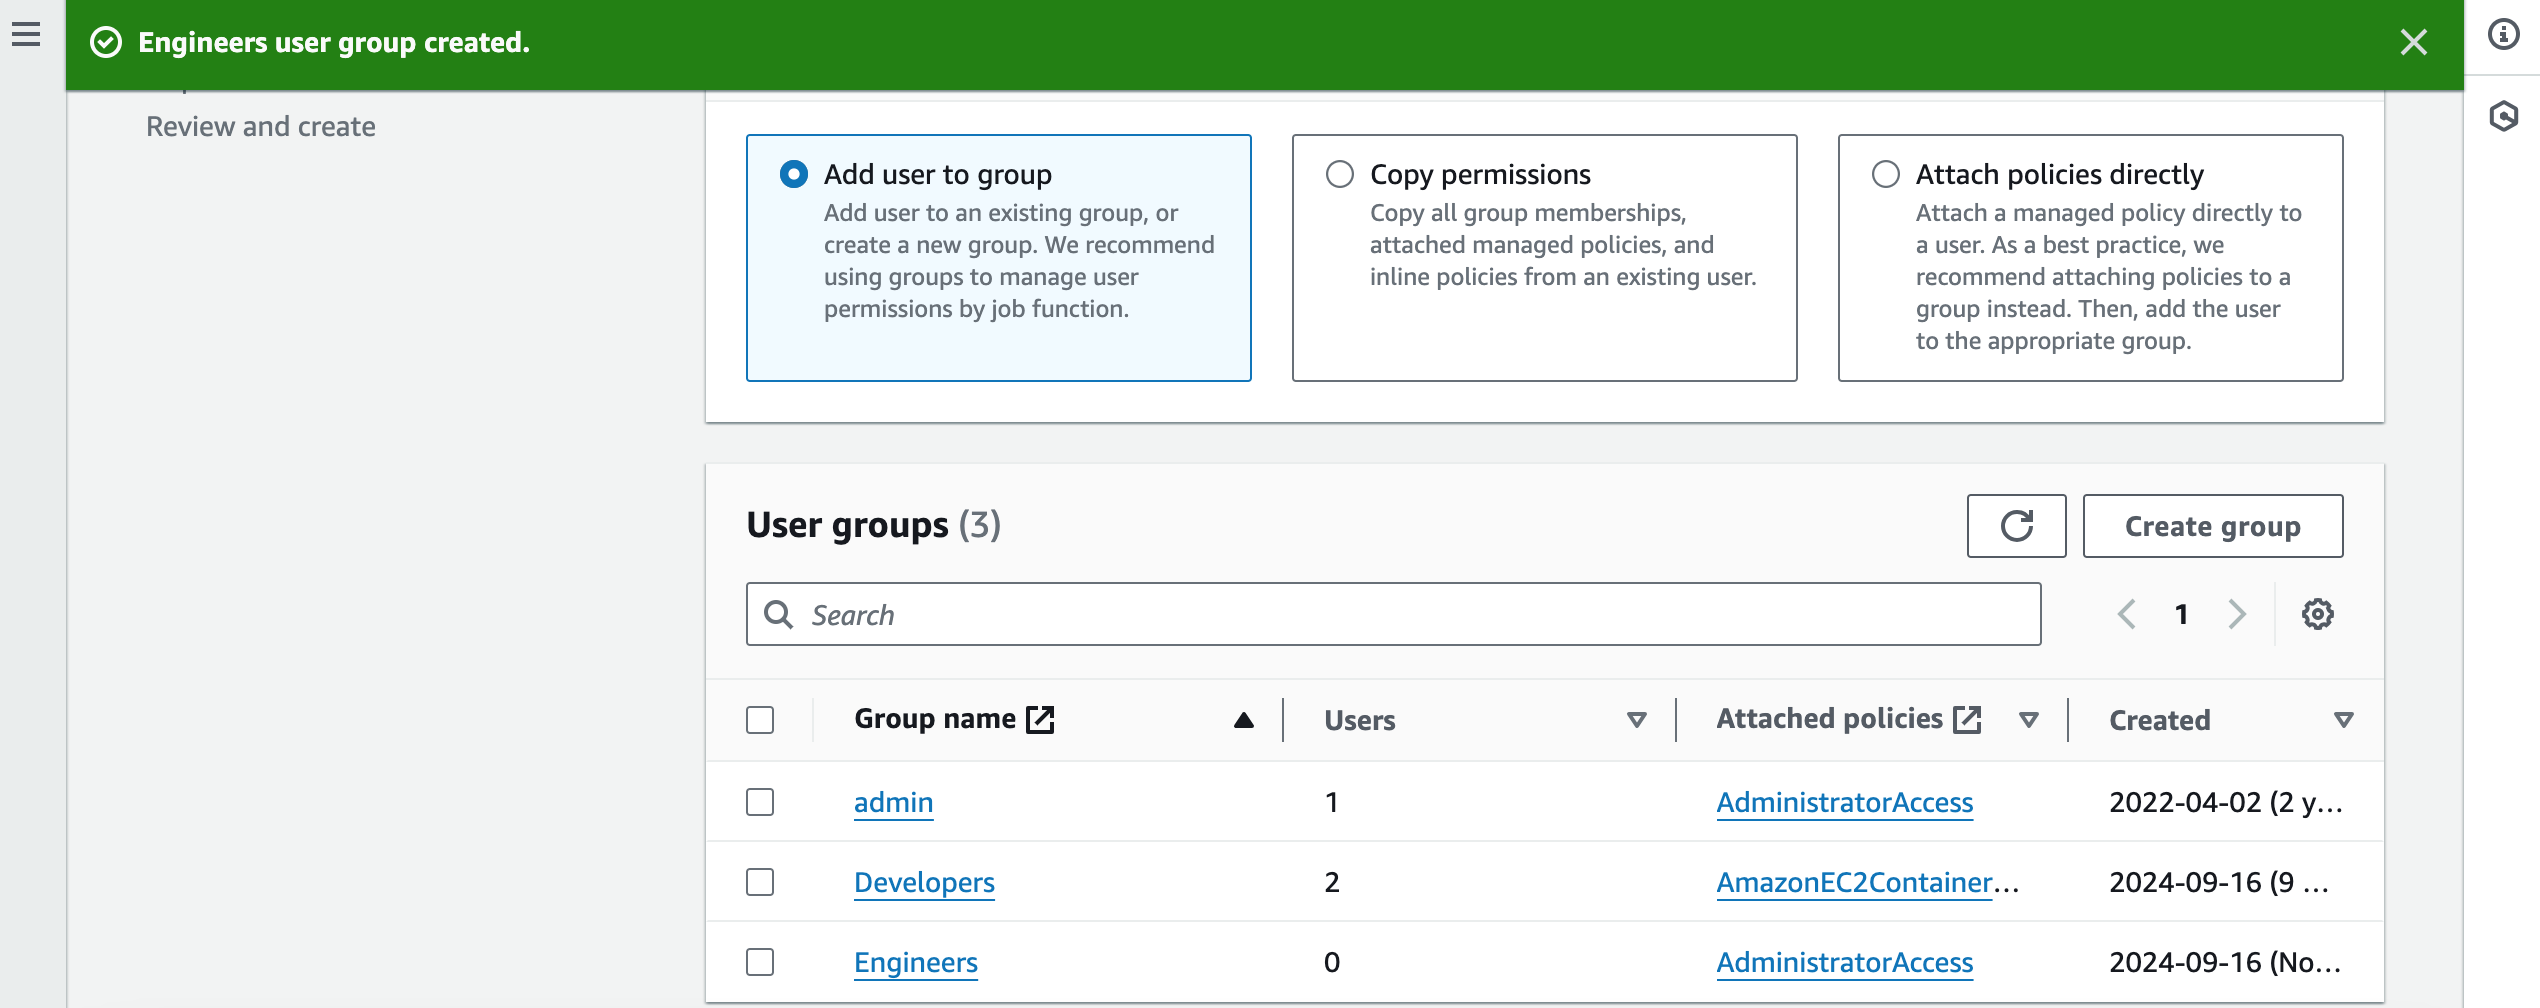 Engineers user group created.
Review and create
Add user to group
Add user to an existing group, or
create a new group. We recommend
using groups to manage user
permissions by job function.
Copy permissions
Copy all group memberships,
attached managed policies, and
inline policies from an existing user.
Attach policies directly
Attach a managed policy directly to
a user. As a best practice, we
recommend attaching policies to a
group instead. Then, add the user
to the appropriate group.
User groups (3)
Create group
Search
1
Group name Users Attached policies Created
admin 1 AdministratorAccess 2022-04-02 (2 y...
Developers 2 AmazonEC2Container... 2024-09-16 (9 ...
Engineers 0 AdministratorAccess 2024-09-16 (No...